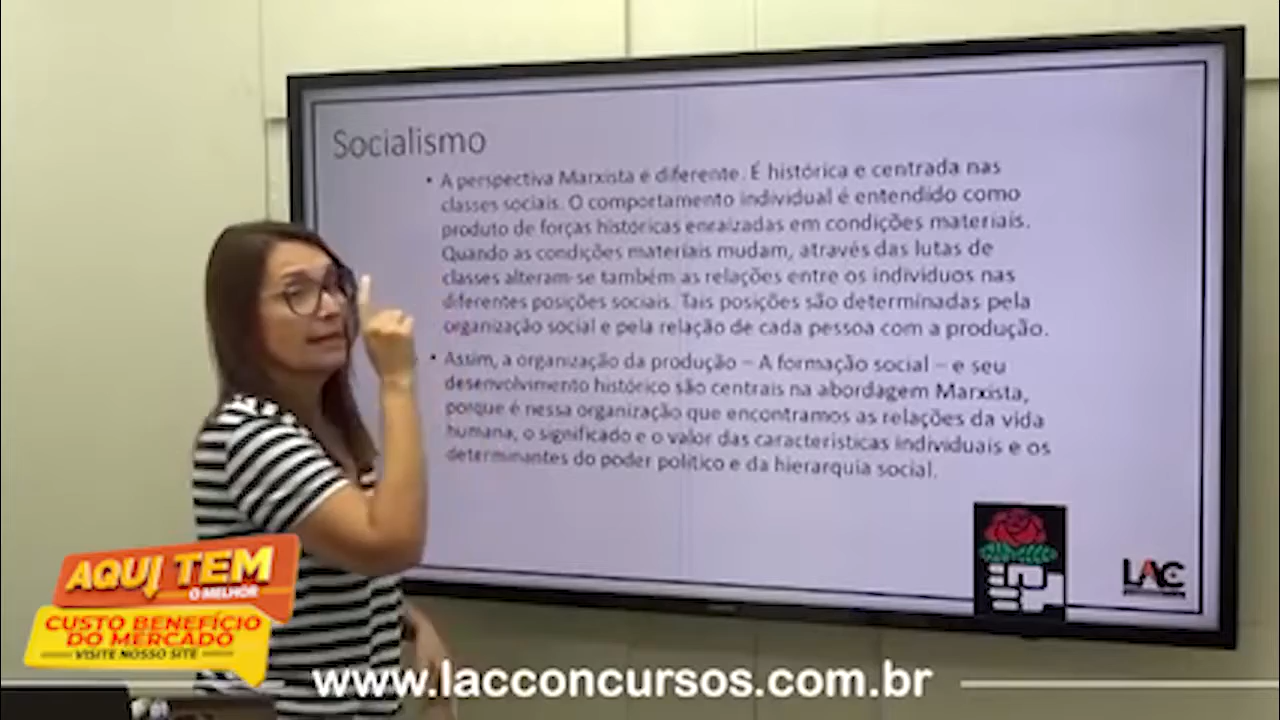 Socialismo
• A perspectiva Marxista é diferente. É histórica e centrada nas
classes sociais. O comportamento individual é entendido como
produto de forças históricas enraizadas em condições materiais.
Quando as condições materiais mudam, através das lutas de
classes alteram-se também as relações entre os indivíduos nas
diferentes posições sociais. Tais posições são determinadas pela
organização social e pela relação de cada pessoa com a produção.
• Assim, a organização da produção – A formação social – e seu
desenvolvimento histórico são centrais na abordagem Marxista,
porque é nessa organização que encontramos as relações da vida
humana, o significado e o valor das características individuais e os
determinantes do poder político e da hierarquia social.
LAC
AQUI TEM
O MELHOR
CUSTO BENEFÍCIO
DO MERCADO
VISITE NOSSO SITE
www.lacconcursos.com.br